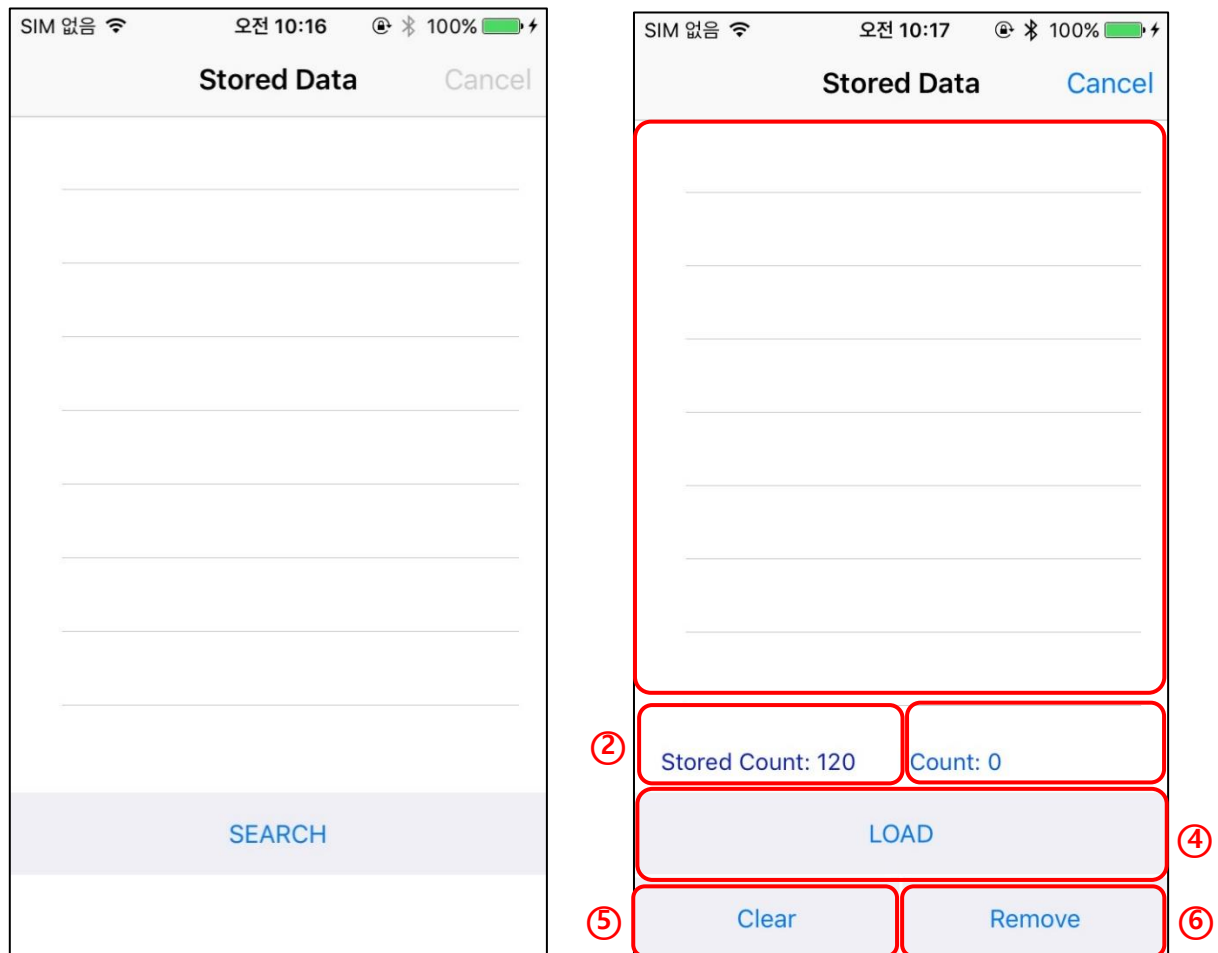 SIM 없음 오전 10:16 100%
Stored Data Cancel
SEARCH
SIM 없음 오전 10:17 100%
Stored Data Cancel
② Stored Count: 120 Count: 0
LOAD ④
⑤ Clear Remove ⑥